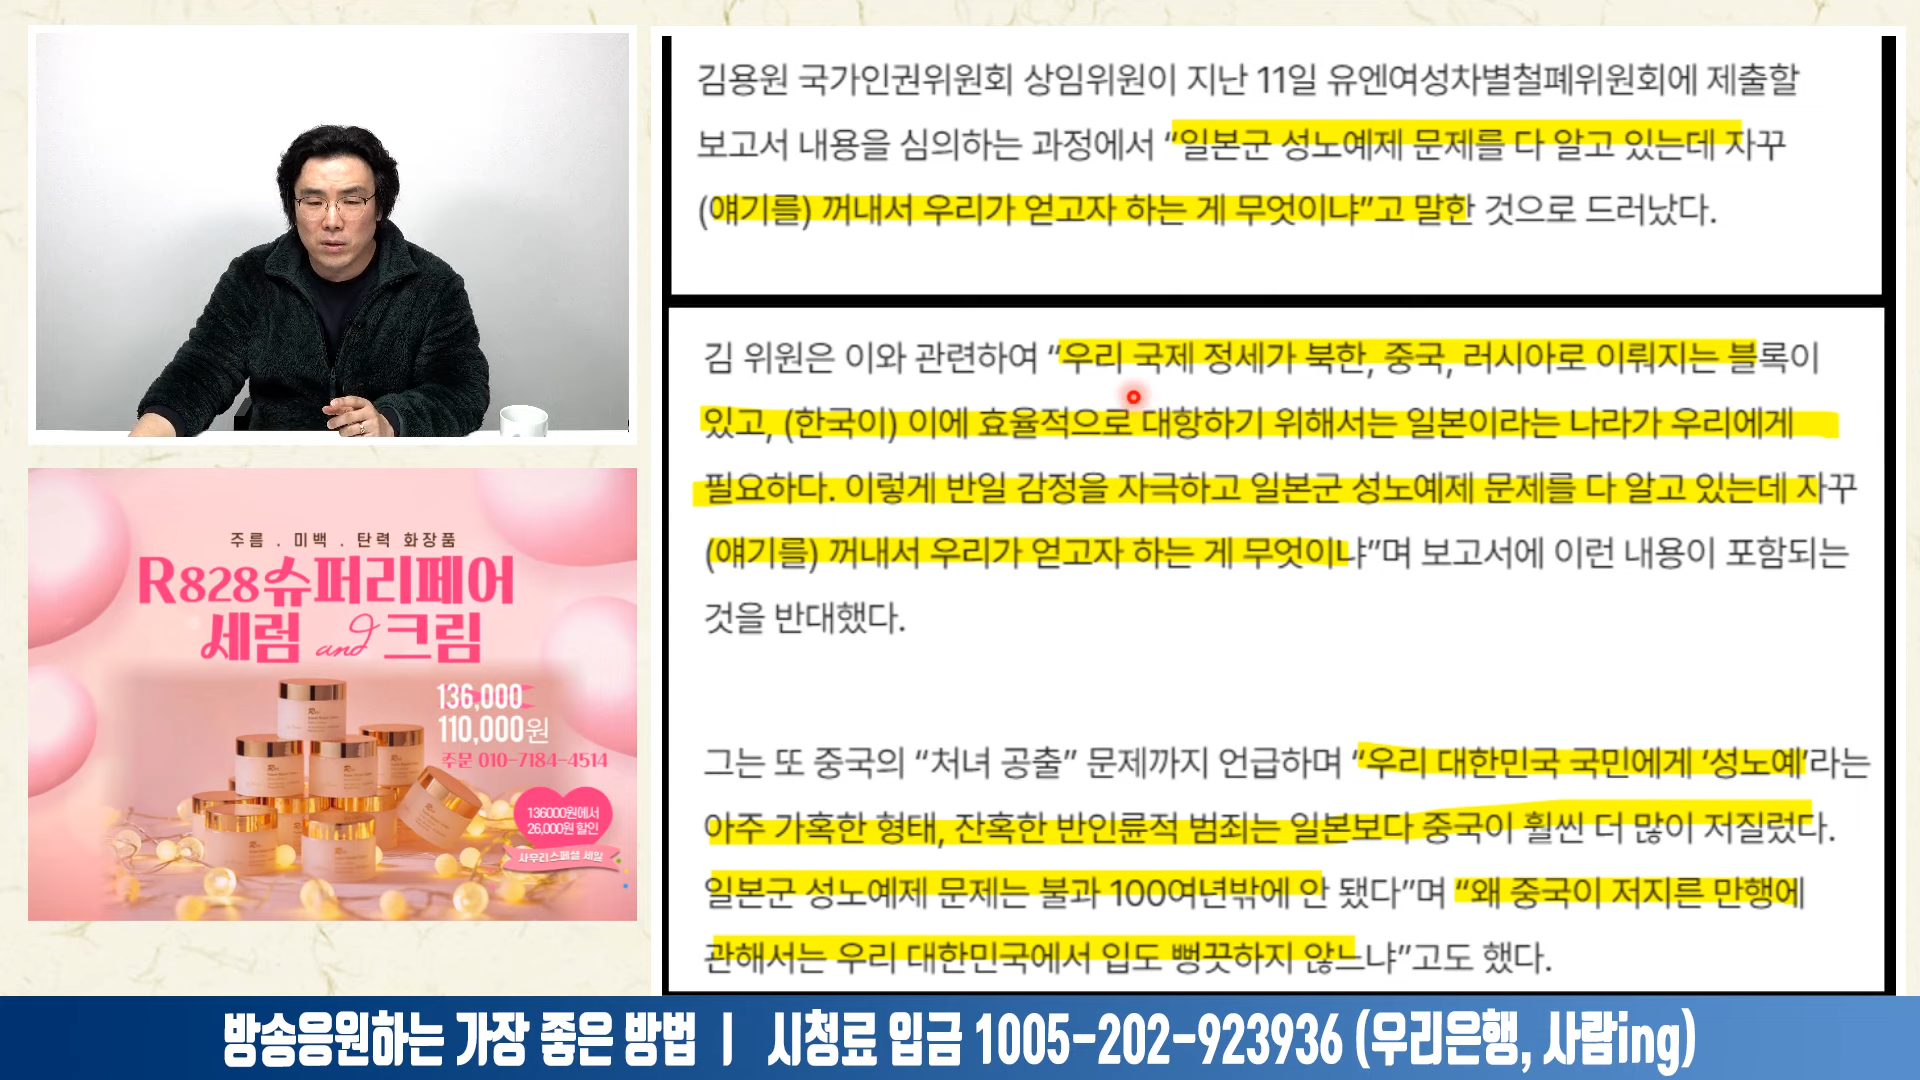 김용원 국가인권위원회 상임위원이 지난 11일 유엔여성차별철폐위원회에 제출할
보고서 내용을 심의하는 과정에서 “일본군 성노예제 문제를 다 알고 있는데 자꾸
(얘기를) 꺼내서 우리가 얻고자 하는 게 무엇이냐”고 말한 것으로 드러났다.
김 위원은 이와 관련하여 “우리 국제 정세가 북한, 중국, 러시아로 이뤄지는 블록이
있고, (한국이) 이에 효율적으로 대항하기 위해서는 일본이라는 나라가 우리에게
필요하다. 이렇게 반일 감정을 자극하고 일본군 성노예제 문제를 다 알고 있는데 자꾸
(얘기를) 꺼내서 우리가 얻고자 하는 게 무엇이냐”며 보고서에 이런 내용이 포함되는
것을 반대했다.
그는 또 중국의 “처녀 공출” 문제까지 언급하며 “우리 대한민국 국민에게 ‘성노예’라는
아주 가혹한 형태, 잔혹한 반인륜적 범죄는 일본보다 중국이 훨씬 더 많이 저질렀다.
일본군 성노예제 문제는 불과 100여년밖에 안 됐다”며 “왜 중국이 저지른 만행에
관해서는 우리 대한민국에서 입도 뻥끗하지 않느냐”고도 했다.
주름 . 미백 . 탄력 화장품
R828슈퍼리페어
세럼 and 크림
136,000
110,000원
주문 010-7184-4514
136000원에서
26,000원 할인
사우리스페셜 세일
방송응원하는 가장 좋은 방법 ㅣ 시청료 입금 1005-202-923936 (우리은행, 사람ing)